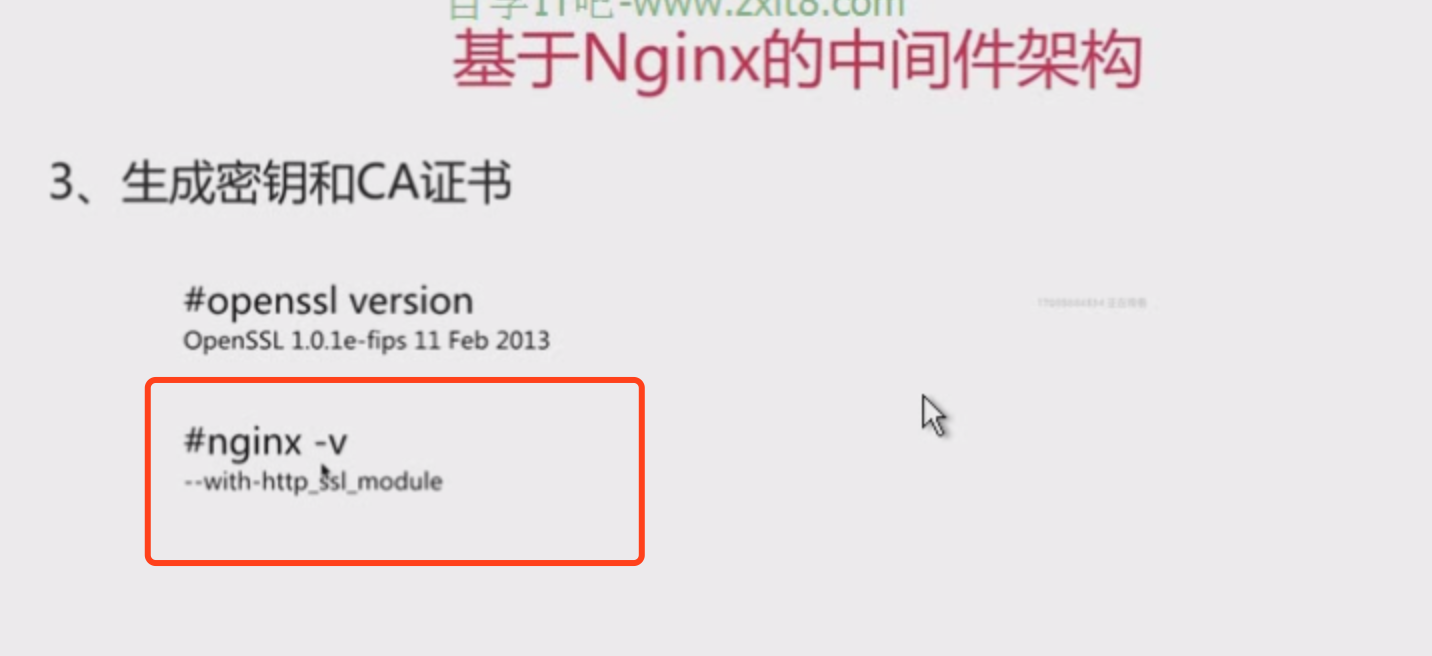 自学IT吧-www.zxit8.com
基于Nginx的中间件架构
3、生成密钥和CA证书
#openssl version
OpenSSL 1.0.1e-fips 11 Feb 2013
#nginx -v
--with-http_ssl_module